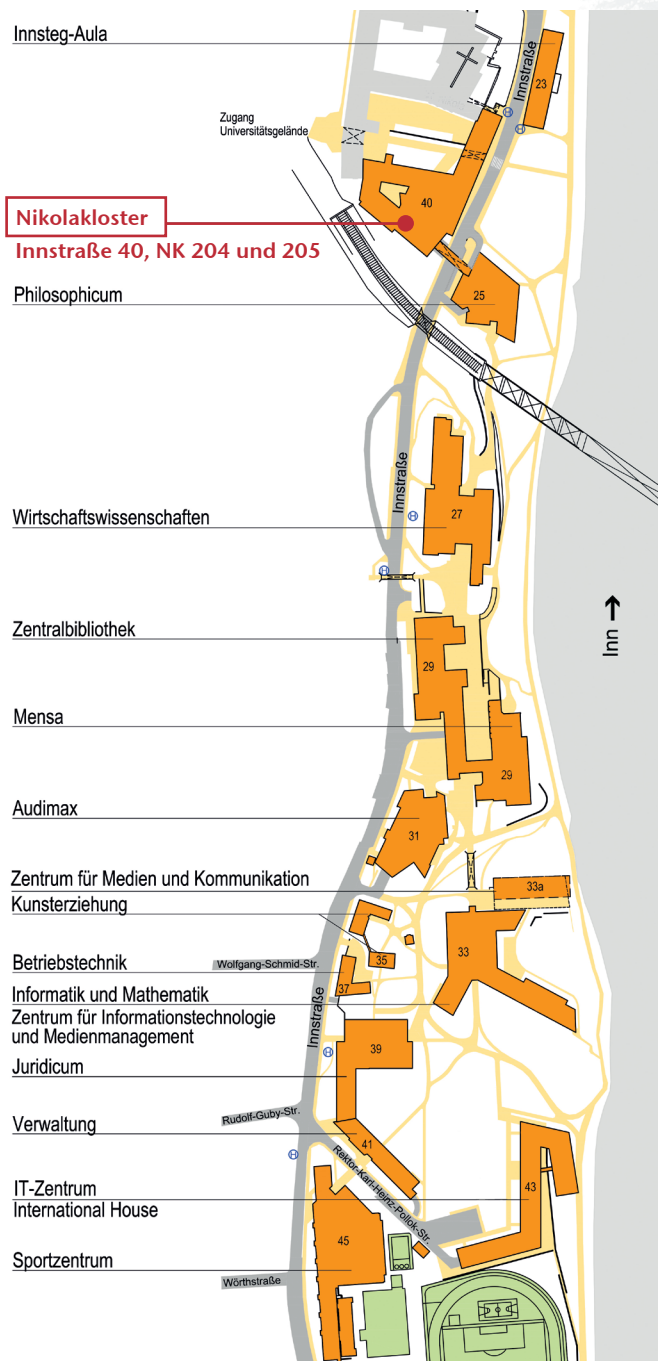 Innsteg-Aula
Innstraße
23
H
H
Zugang
Universitätsgelände
40
Nikolakloster
Innstraße 40, NK 204 und 205
Philosophicum
25
Innstraße
Wirtschaftswissenschaften
27
H
H
Inn
Zentralbibliothek
29
Mensa
29
Audimax
31
Zentrum für Medien und Kommunikation
33a
Kunsterziehung
33
35
Betriebstechnik
Wolfgang-Schmid-Str.
37
Informatik und Mathematik
Zentrum für Informationstechnologie
und Medienmanagement
Innstraße
39
H
Juridicum
Rudolf-Guby-Str.
Verwaltung
41
H
Rektor-Karl-Heinz-Pollok-Str.
IT-Zentrum
International House
43
45
Sportzentrum
Wörthstraße